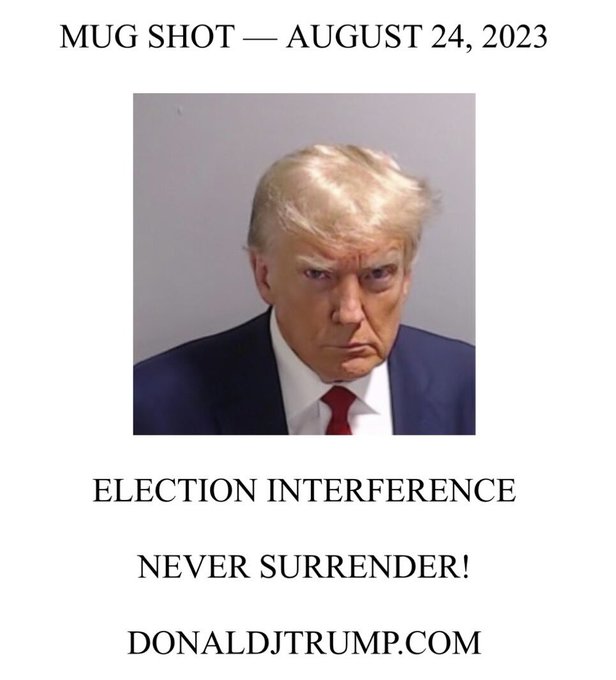 MUG SHOT — AUGUST 24, 2023
ELECTION INTERFERENCE
NEVER SURRENDER!
DONALDJTRUMP.COM